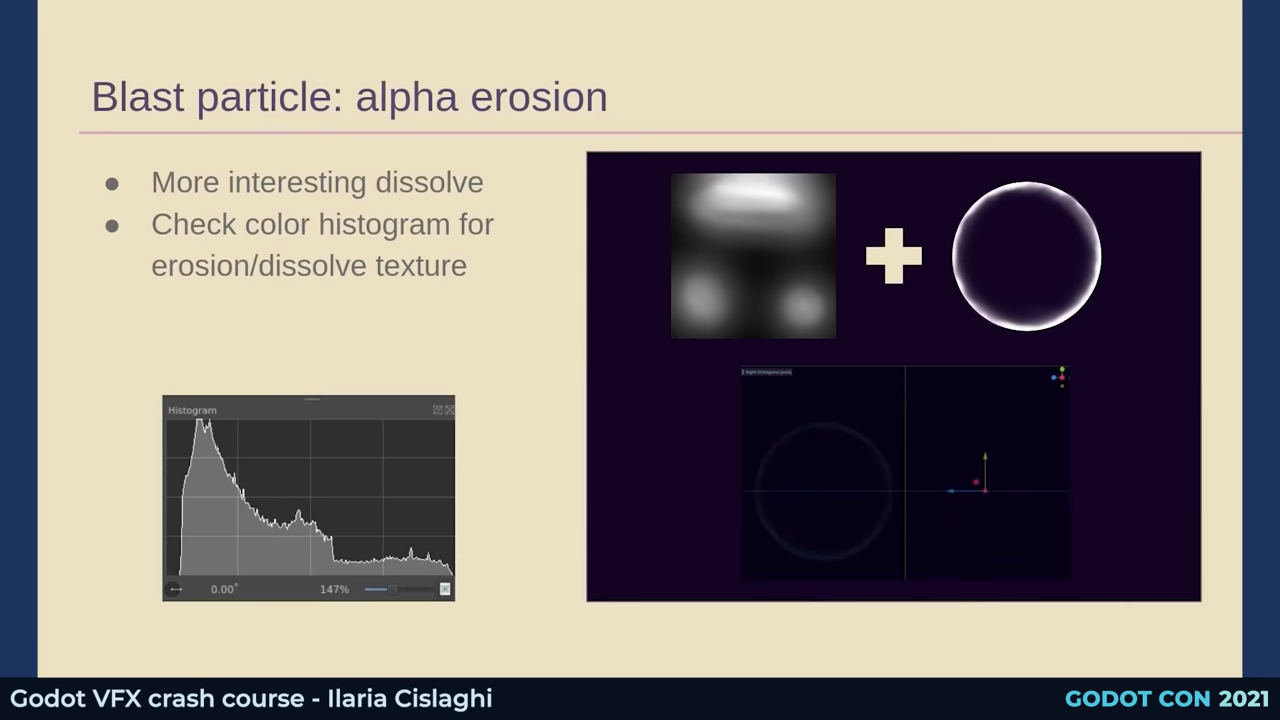 Blast particle: alpha erosion
● More interesting dissolve
● Check color histogram for
erosion/dissolve texture
Histogram
0.00°
147%
Godot VFX crash course - Ilaria Cislaghi
GODOT CON 2021